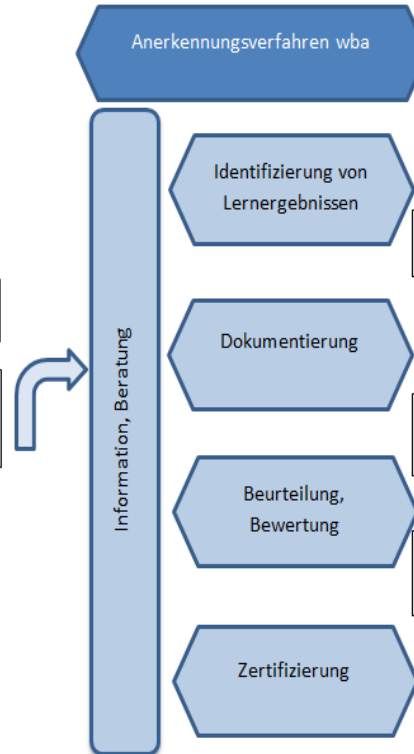 Anerkennungsverfahren wba
Identifizierung von
Lernergebnissen
Information, Beratung
Dokumentierung
Beurteilung,
Bewertung
Zertifizierung